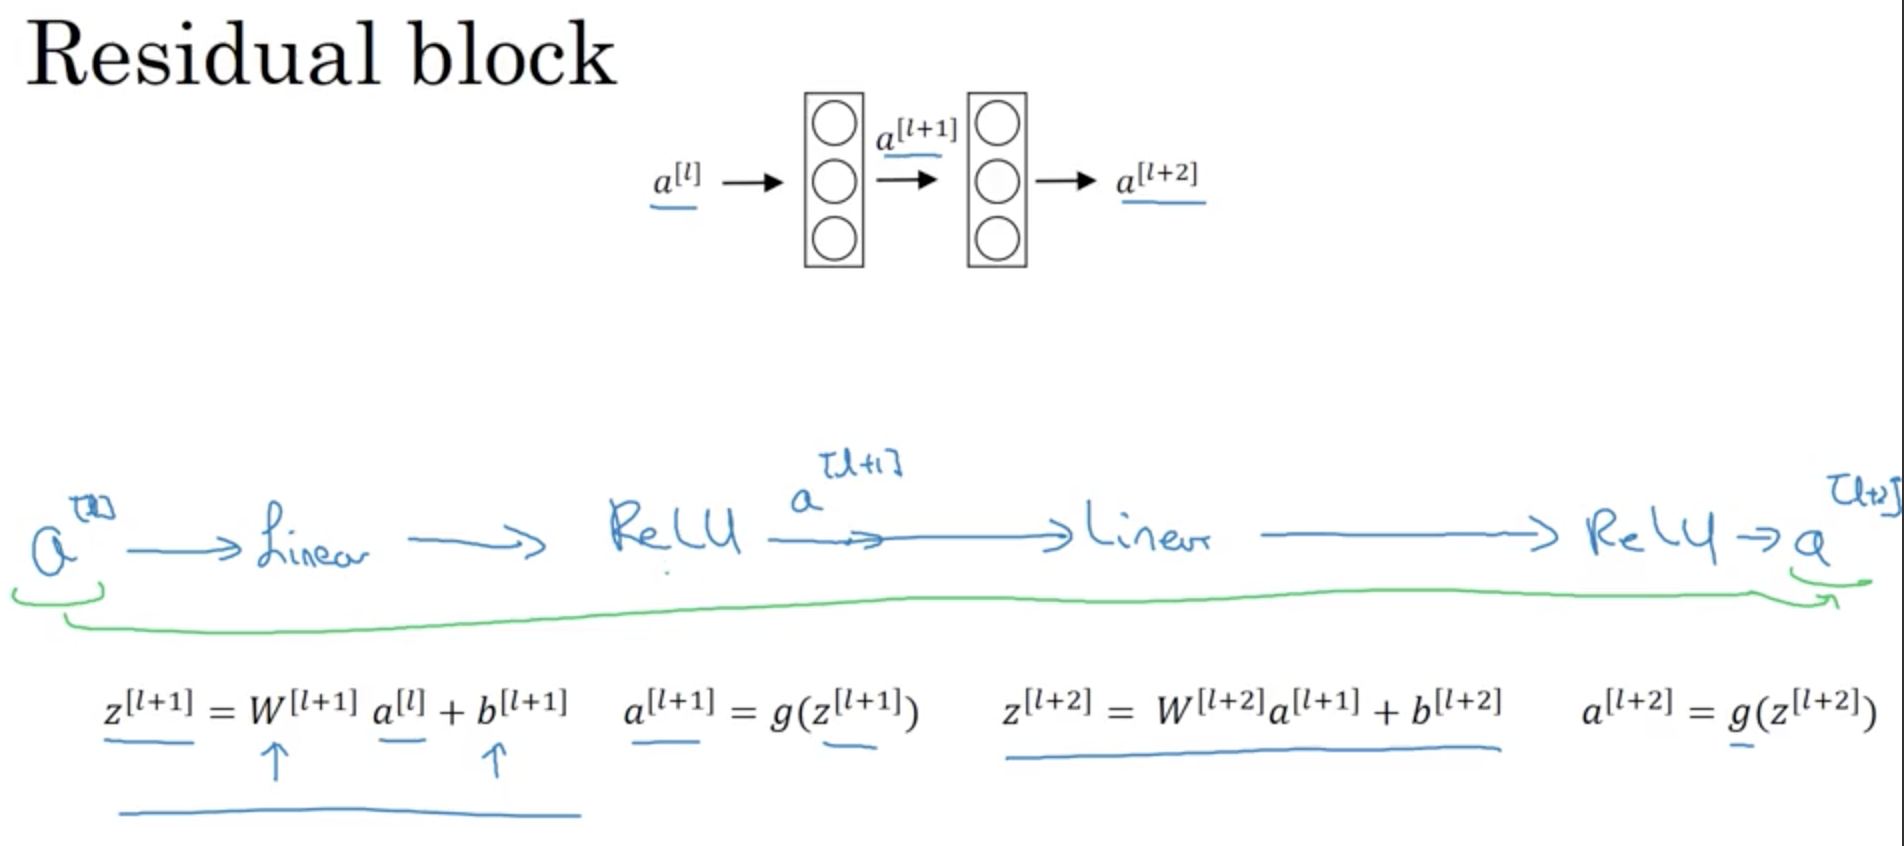 Residual block
a^[l] → a^[l+1] → → a^[l+2]
a^[l] → Linear → ReLU a^[l+1] → Linear → ReLU → a^[l+2]
z^[l+1] = W^[l+1] a^[l] + b^[l+1] a^[l+1] = g(z^[l+1]) z^[l+2] = W^[l+2]a^[l+1] + b^[l+2] a^[l+2] = g(z^[l+2])